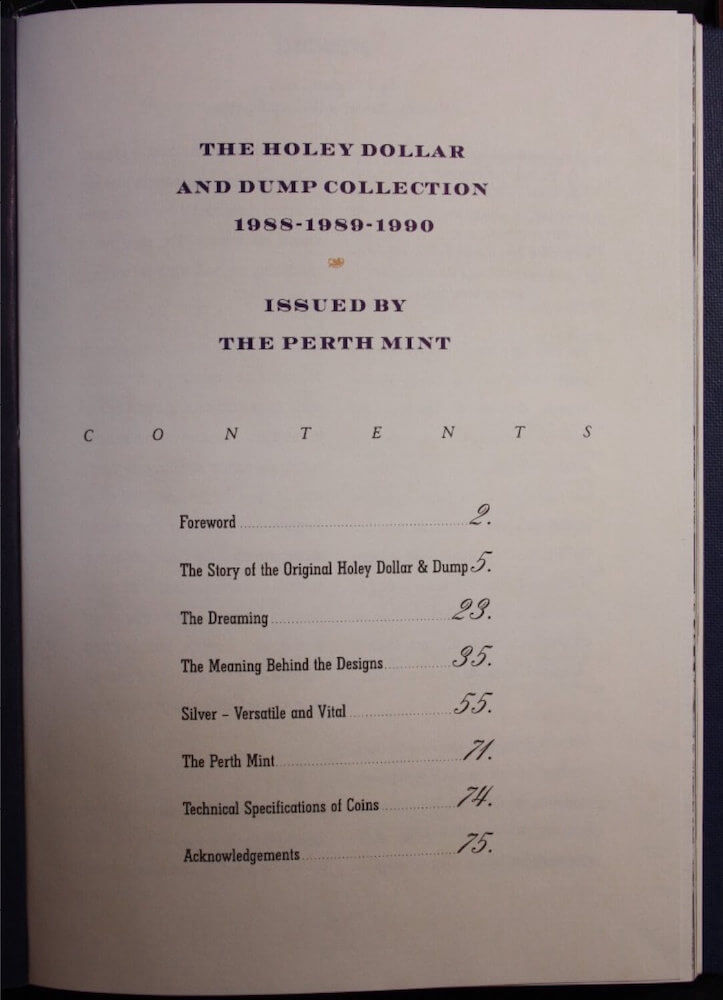 THE HOLEY DOLLAR
AND DUMP COLLECTION
1988-1989-1990
ISSUED BY
THE PERTH MINT
C O N T E N T S
Foreword 2.
The Story of the Original Holey Dollar & Dump 5.
The Dreaming 23.
The Meaning Behind the Designs 35.
Silver – Versatile and Vital 55.
The Perth Mint 71.
Technical Specifications of Coins 74.
Acknowledgements 75.